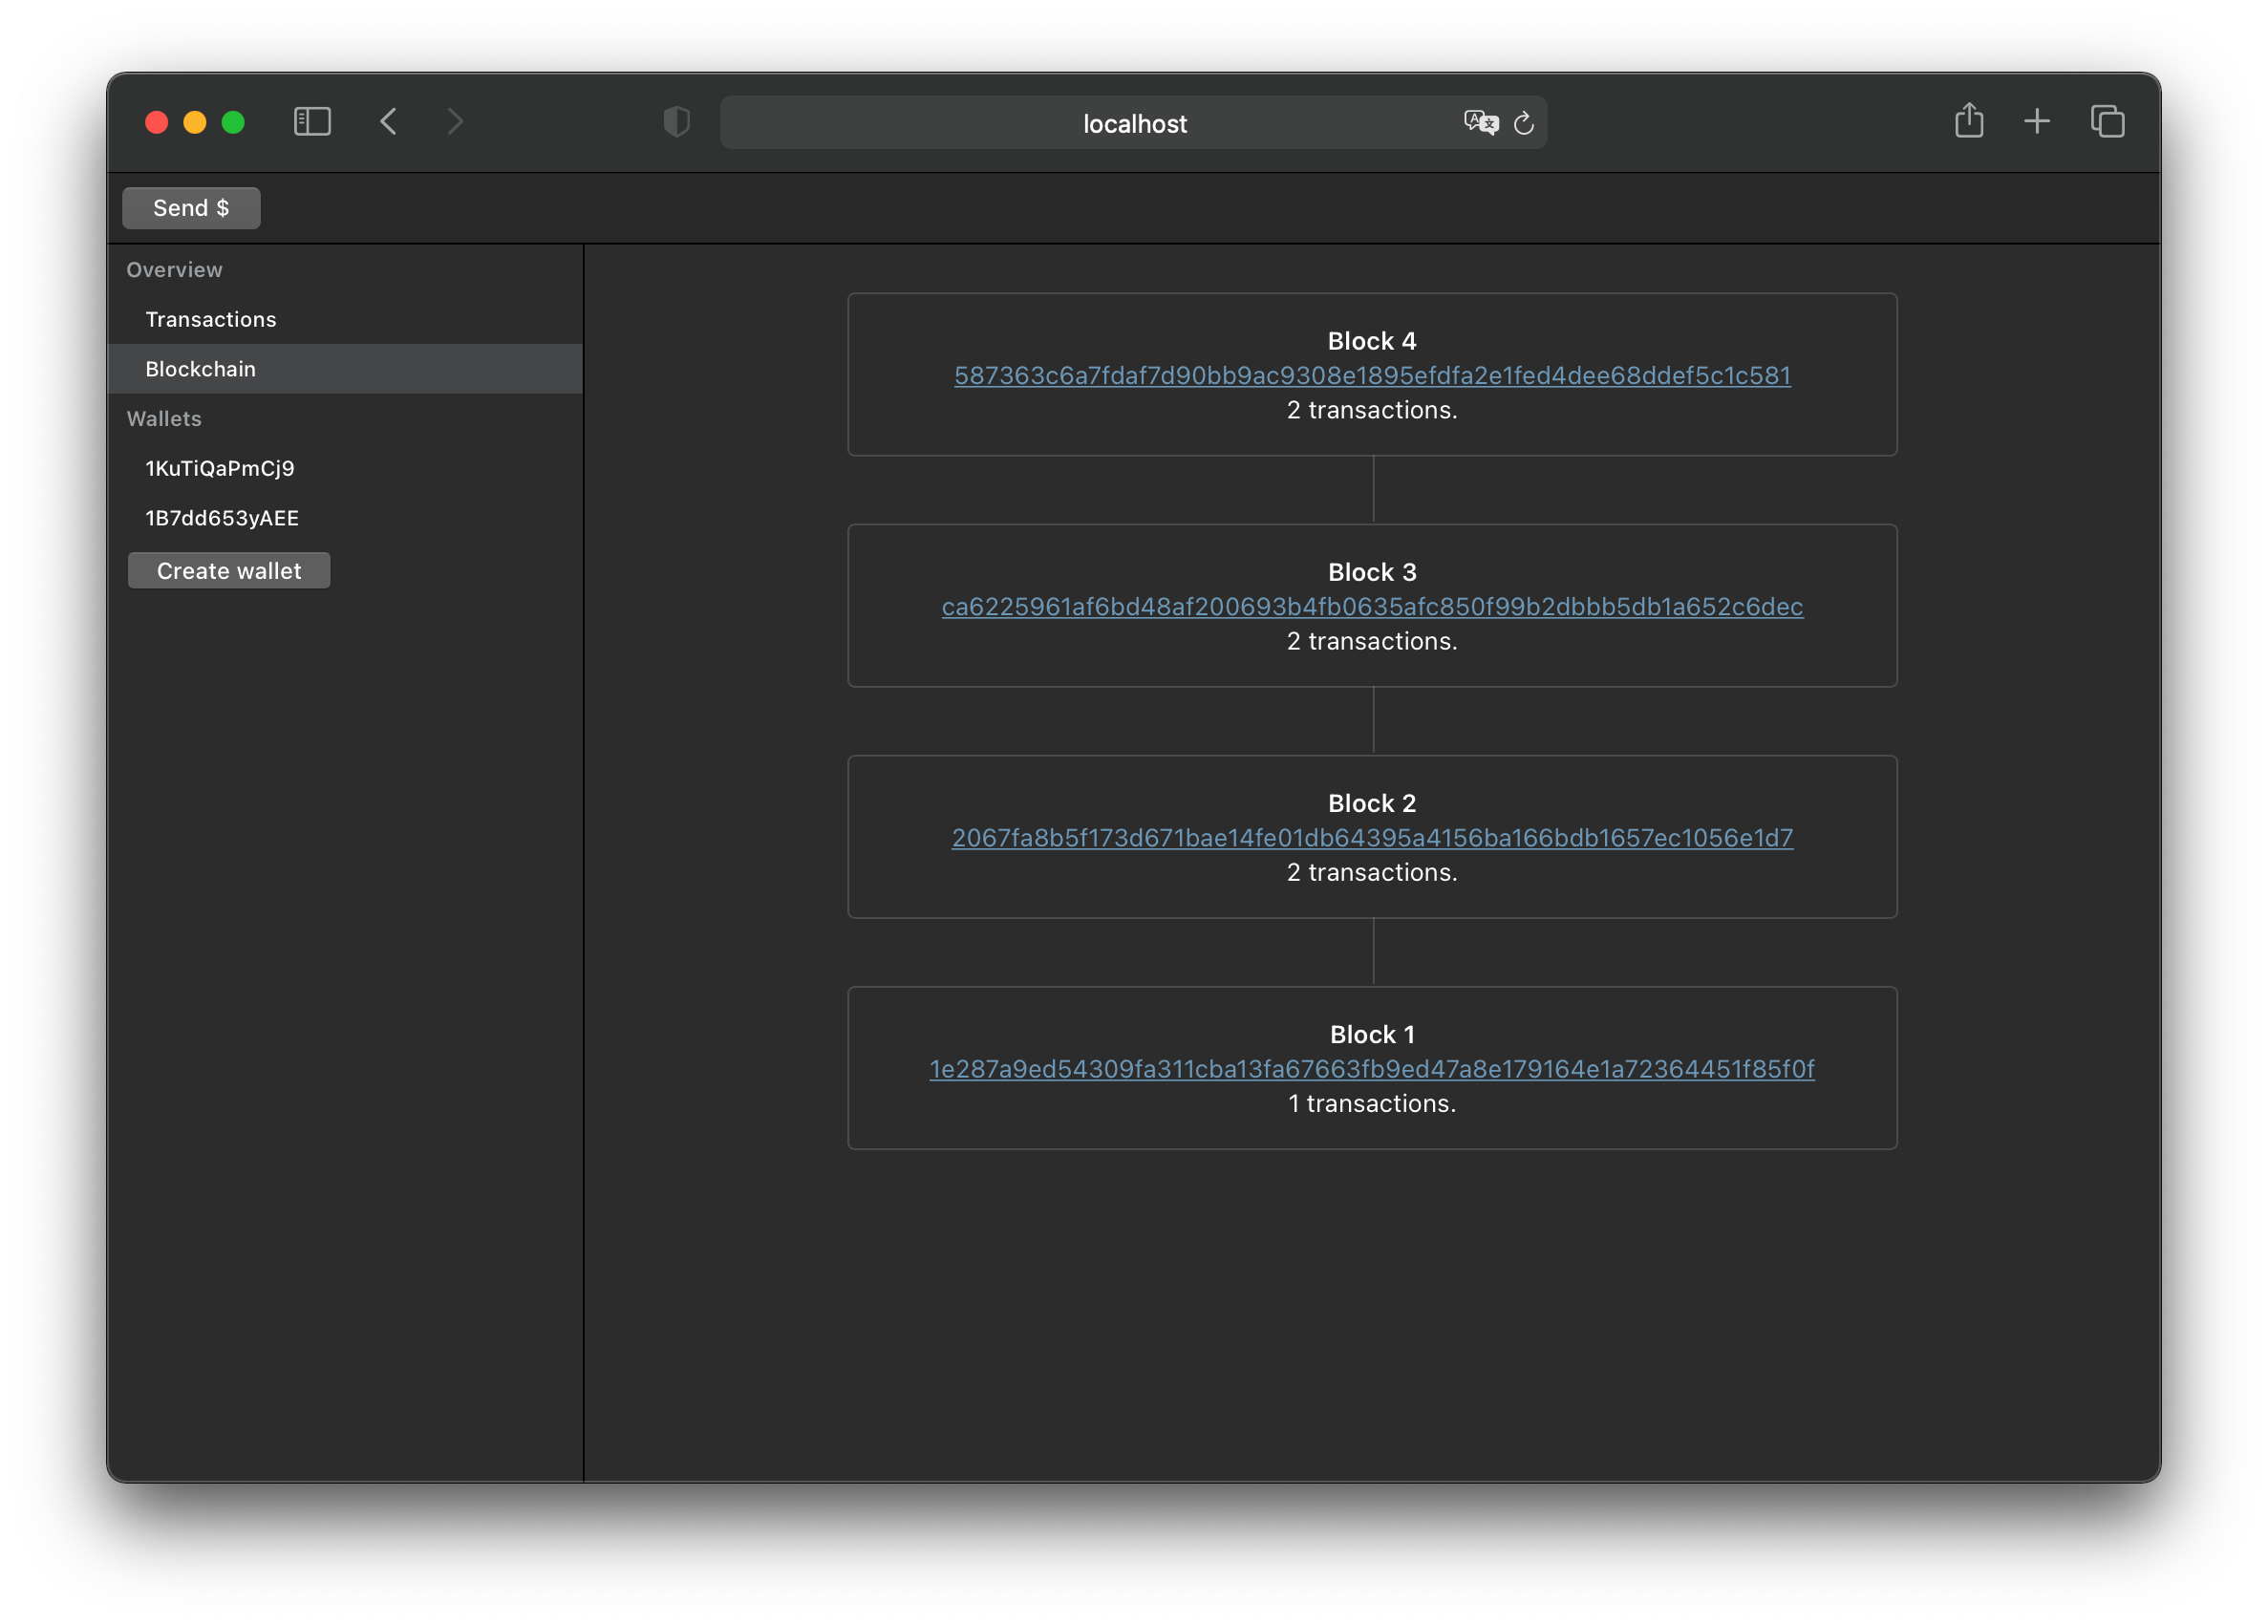 localhost
Send $
Overview
Transactions
Blockchain
Wallets
1KuTiQaPmCj9
1B7dd653yAEE
Create wallet
Block 4
587363c6a7fdaf7d90bb9ac9308e1895efdfa2e1fed4dee68ddef5c1c581
2 transactions.
Block 3
ca6225961af6bd48af200693b4fb0635afc850f99b2dbbb5db1a652c6dec
2 transactions.
Block 2
2067fa8b5f173d671bae14fe01db64395a4156ba166bdb1657ec1056e1d7
2 transactions.
Block 1
1e287a9ed54309fa311cba13fa67663fb9ed47a8e179164e1a72364451f85f0f
1 transactions.